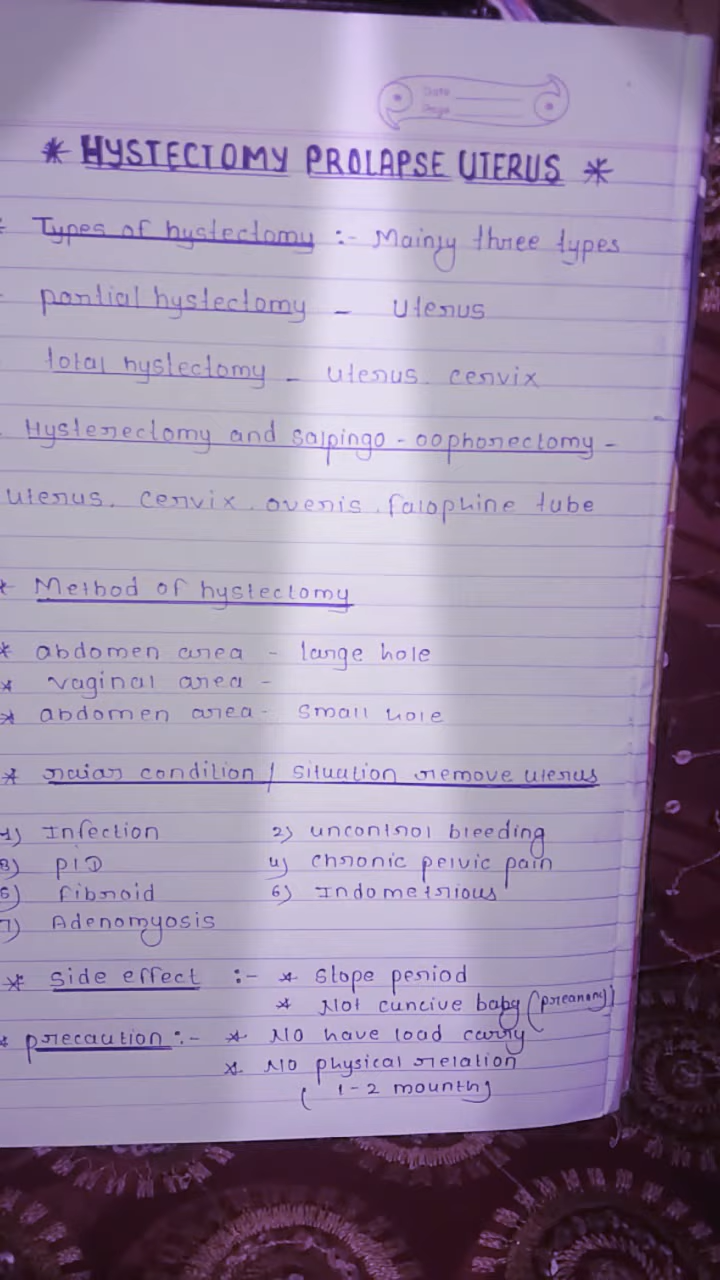 Date
Page
* HYSTECTOMY PROLAPSE UTERUS *
Types of hystectomy :- Mainly three types
partial hystectomy - Uterus
total hystectomy - Uterus. cervix
Hysterectomy and salpingo - oophorectomy -
Uterus. cervix. overis. falophine tube
* Method of hystectomy
* abdomen area - large hole
* vaginal area -
* abdomen area - small hole
* condition / situation remove uterus
1) Infection 2) uncontrol bleeding
3) PID 4) chronic pelvic pain
5) fibroid 6) Indometrious
7) Adenomyosis
* side effect :- * slope period
* Not cuncive baby
* precaution :- * No have load carry
* No physical relation
( 1-2 mounth)